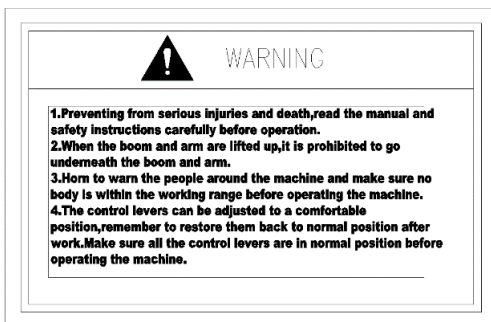 WARNING
1.Preventing from serious injuries and death,read the manual and
safety instructions carefully before operation.
2.When the boom and arm are lifted up,it is prohibited to go
underneath the boom and arm.
3.Horn to warn the people around the machine and make sure no
body is within the working range before operating the machine.
4.The control levers can be adjusted to a comfortable
position,remember to restore them back to normal position after
work.Make sure all the control levers are in normal position before
operating the machine.